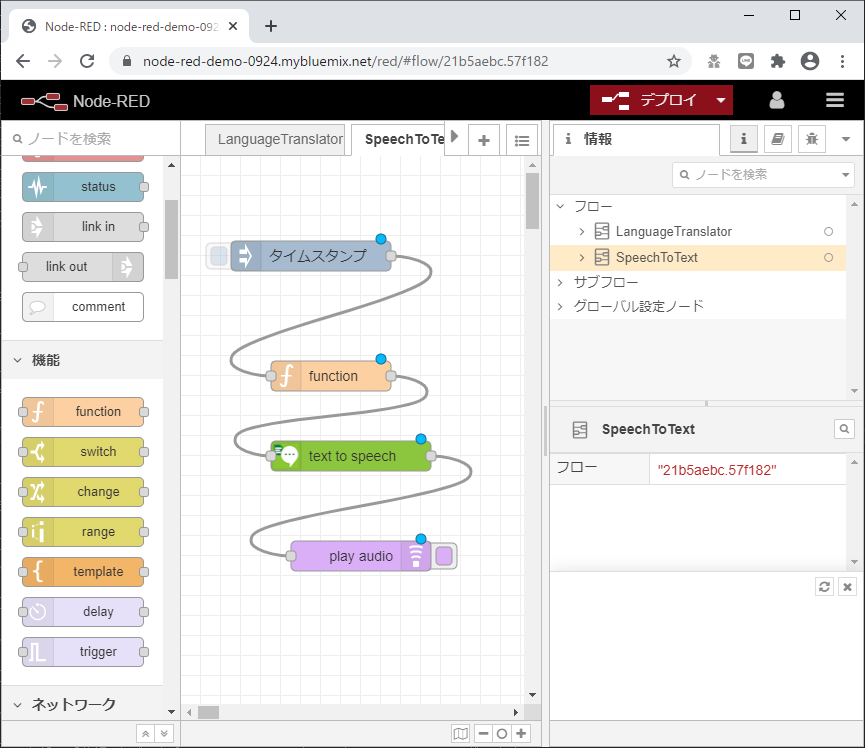 Node-RED : node-red-demo-092
node-red-demo-0924.mybluemix.net/red/#flow/21b5aebc.57f182
Node-RED
デプロイ
ノードを検索
LanguageTranslator
SpeechToTe
情報
status
link in
link out
comment
機能
function
switch
change
range
template
delay
trigger
ネットワーク
タイムスタンプ
function
text to speech
play audio
ノードを検索
フロー
LanguageTranslator
SpeechToText
サブフロー
グローバル設定ノード
SpeechToText
フロー "21b5aebc.57f182"